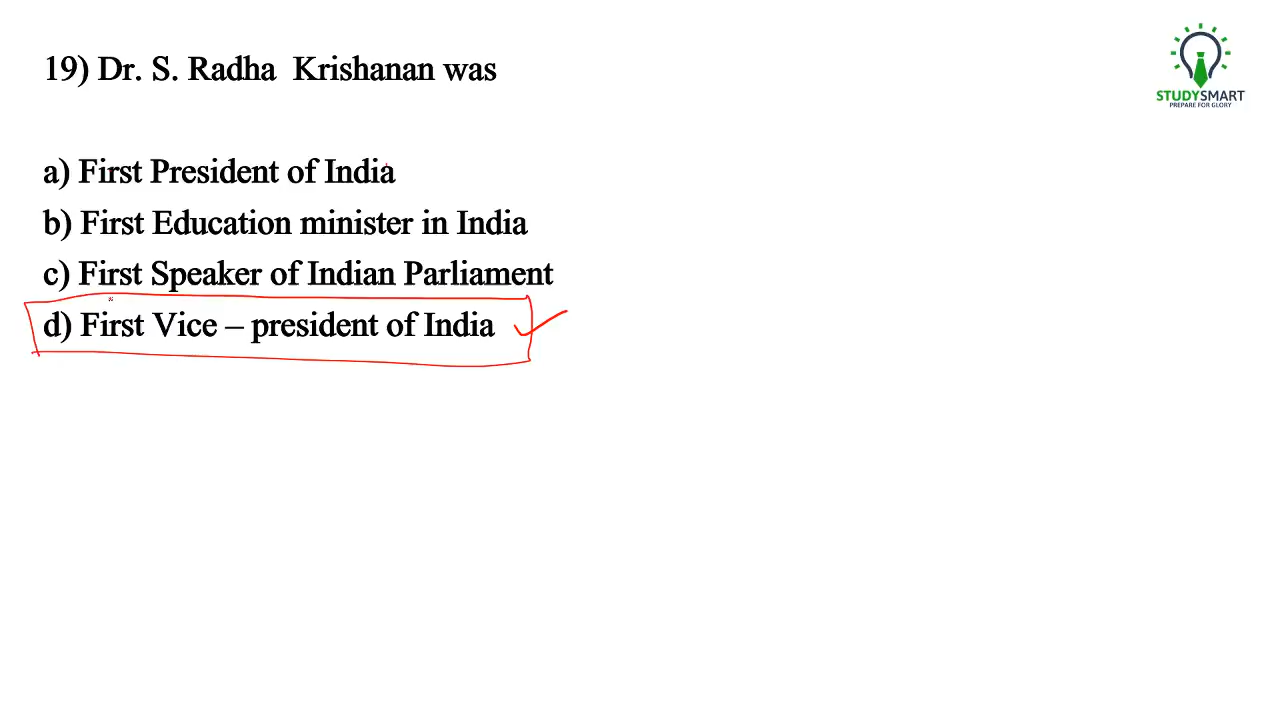 19) Dr. S. Radha Krishanan was
STUDYSMART
PREPARE FOR GLORY
a) First President of India
b) First Education minister in India
c) First Speaker of Indian Parliament
d) First Vice – president of India